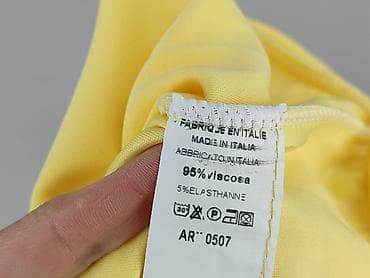 FABRIQUE EN ITALIE
MADE IN ITALIA
ABBRICATO IN ITALIA
95% viscosa
5% ELASTHANNE
30° P
AR¨ 0507